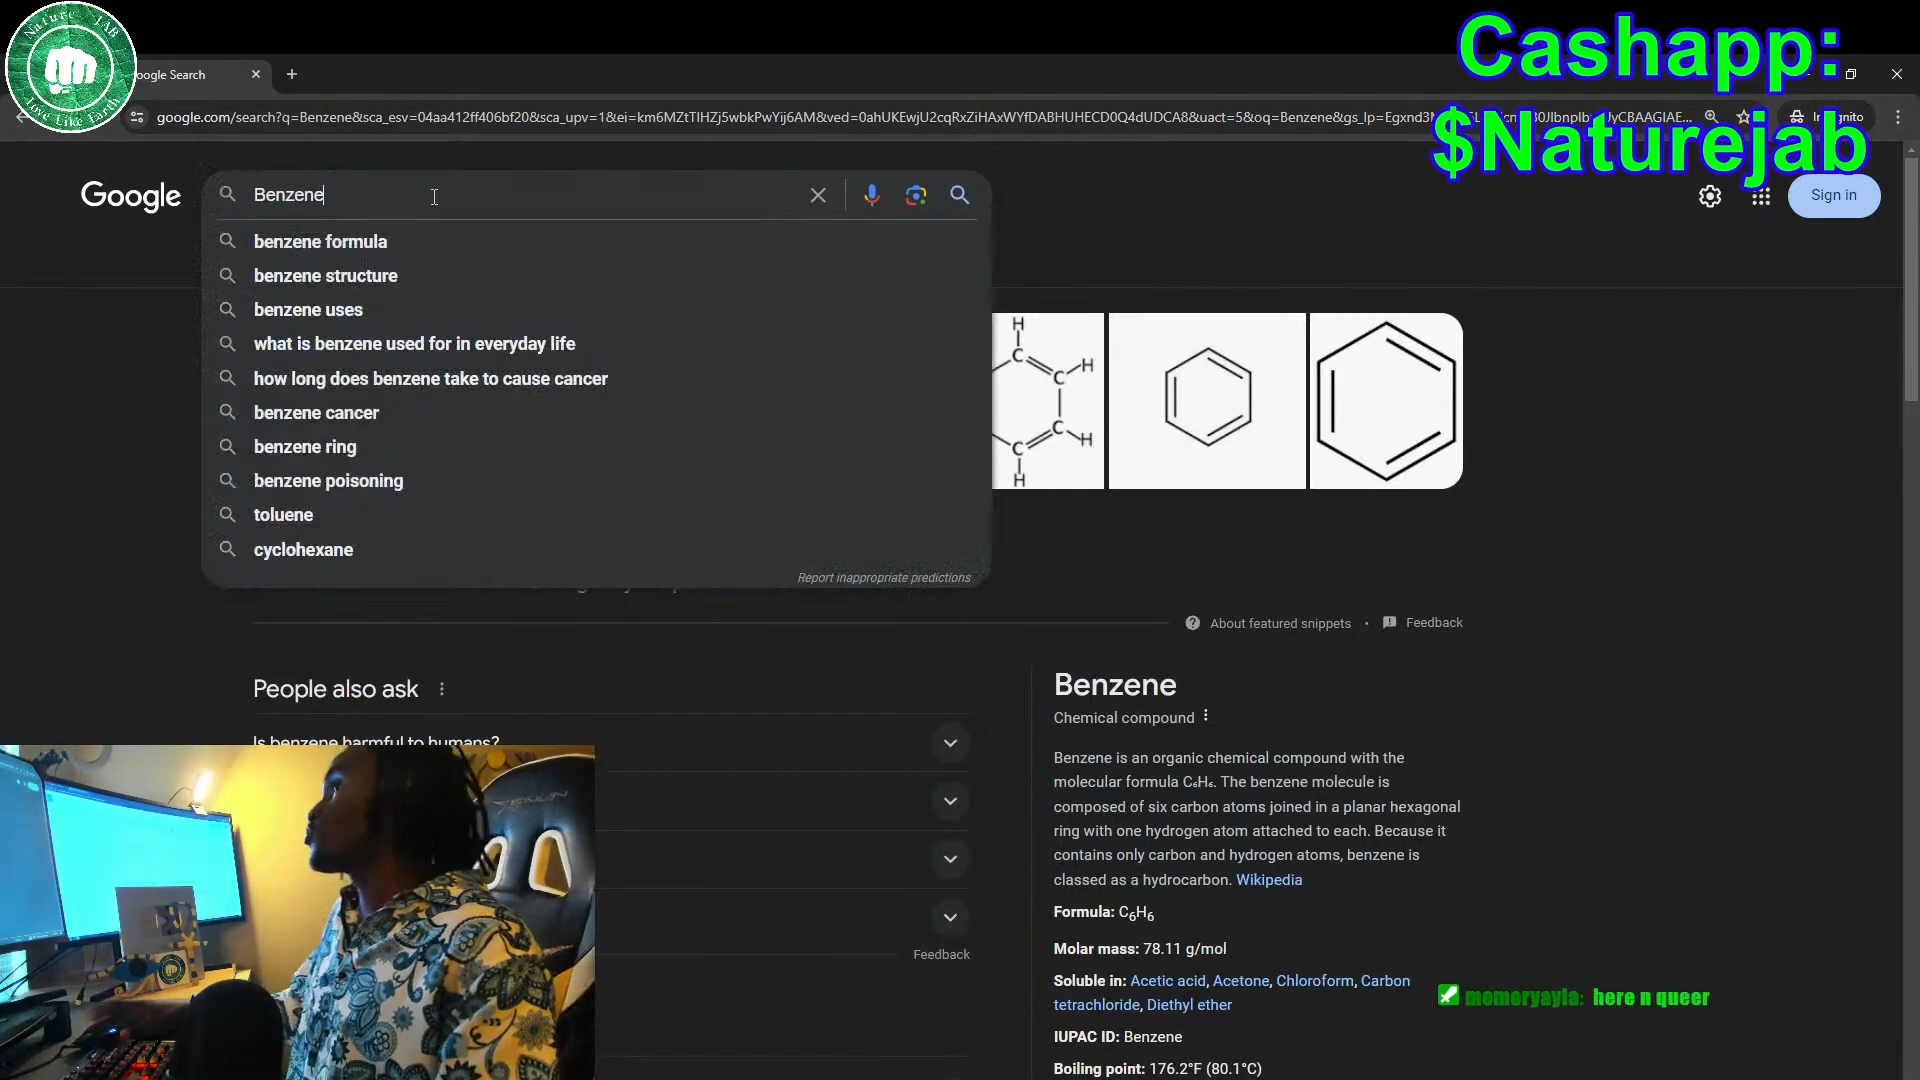 Nature JAB
Love Like Earth
Cashapp:
$Naturejab
oogle Search
google.com/search?q=Benzene&sca_esv=04aa412ff406bf20&sca_upv=1&ei=km6MZtTIHZj5wbkPwYij6AM&ved=0ahUKEwjU2cqRxZiHAxWYfDABHUHECD0Q4dUDCA8&uact=5&oq=Benzene&gs_lp=Egxnd3
Google
Benzene
Sign in
benzene formula
benzene structure
benzene uses
what is benzene used for in everyday life
how long does benzene take to cause cancer
benzene cancer
benzene ring
benzene poisoning
toluene
cyclohexane
Report inappropriate predictions
H
C
H
C
C
H
C
H
About featured snippets • Feedback
People also ask
Is benzene harmful to humans?
Feedback
Benzene
Chemical compound
Benzene is an organic chemical compound with the
molecular formula C₆H₆. The benzene molecule is
composed of six carbon atoms joined in a planar hexagonal
ring with one hydrogen atom attached to each. Because it
contains only carbon and hydrogen atoms, benzene is
classed as a hydrocarbon. Wikipedia
Formula: C₆H₆
Molar mass: 78.11 g/mol
Soluble in: Acetic acid, Acetone, Chloroform, Carbon
tetrachloride, Diethyl ether
IUPAC ID: Benzene
Boiling point: 176.2°F (80.1°C)
memoryayla: here n queer